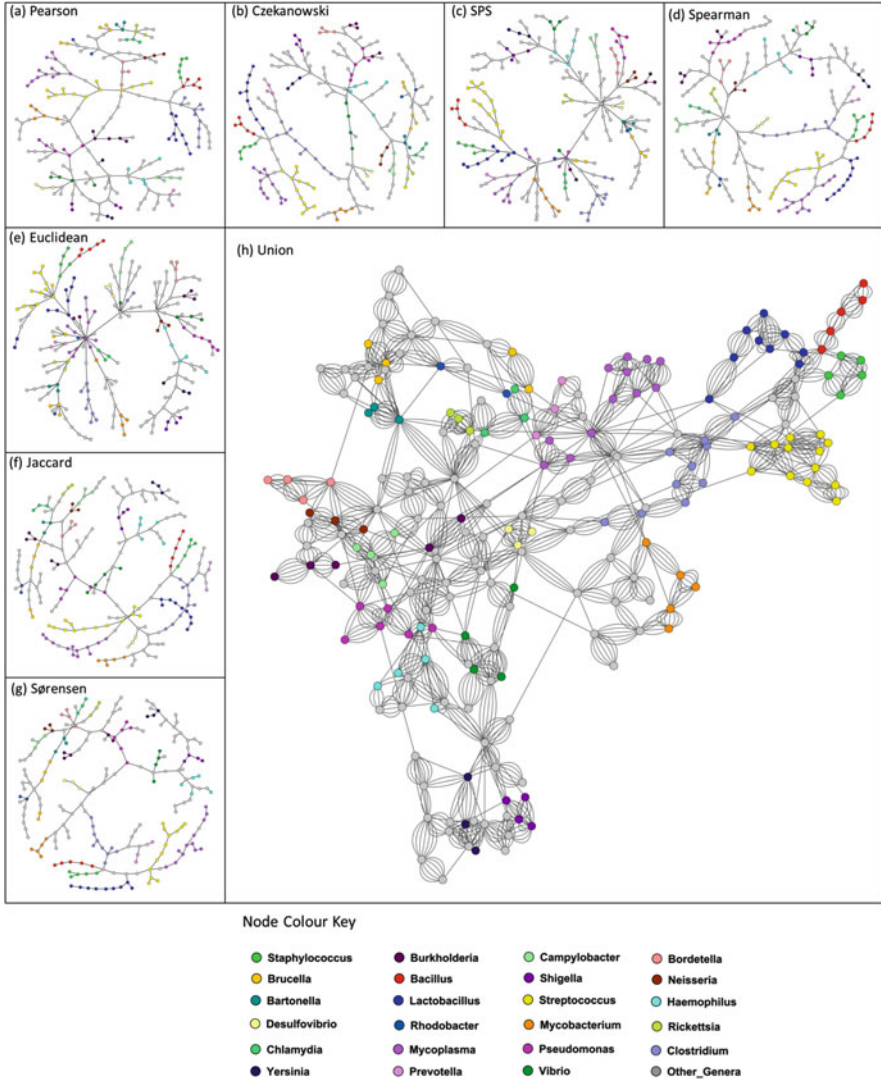 (a) Pearson
(b) Czekanowski
(c) SPS
(d) Spearman
(e) Euclidean
(h) Union
(f) Jaccard
(g) Sørensen
Node Colour Key
Staphylococcus Burkholderia Campylobacter Bordetella
Brucella Bacillus Shigella Neisseria
Bartonella Lactobacillus Streptococcus Haemophilus
Desulfovibrio Rhodobacter Mycobacterium Rickettsia
Chlamydia Mycoplasma Pseudomonas Clostridium
Yersinia Prevotella Vibrio Other_Genera